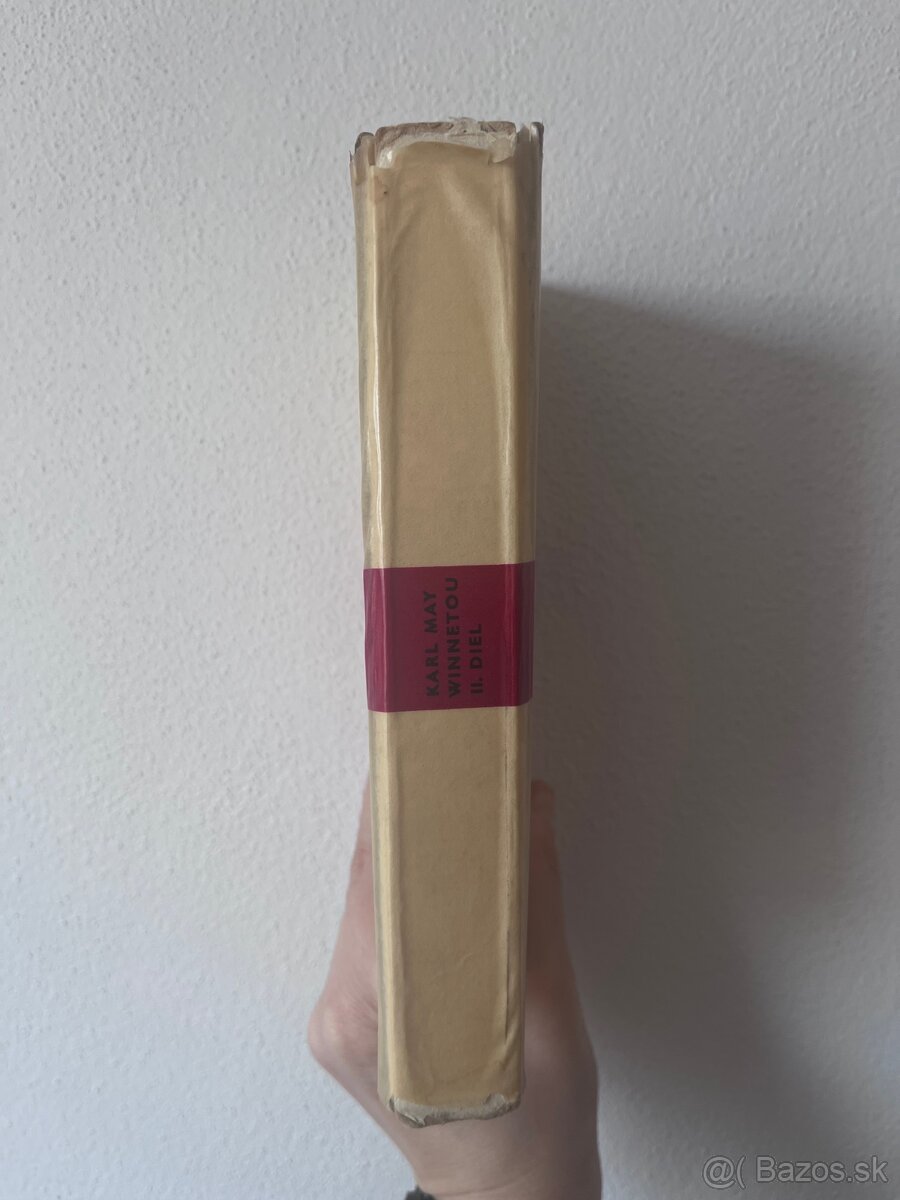 KARL MAY
WINNETOU
II. DIEL
@( Bazos.sk